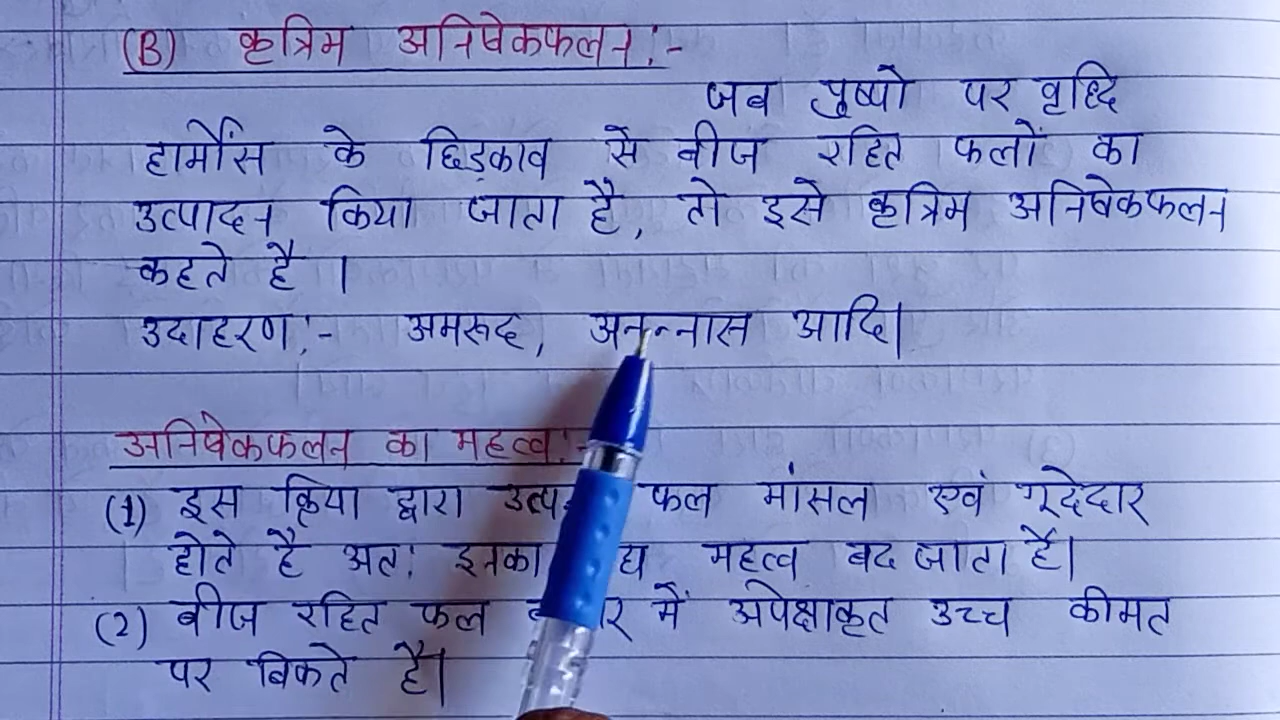 (B) कृत्रिम अनिषेकफलन:-
जब पुष्पो पर वृध्दि
हार्मोंस के छिड़काव से बीज रहित फलों का
उत्पादन किया जाता है, तो इसे कृत्रिम अनिषेकफलन
कहते है ।
उदाहरण:- अमरूद, अनन्नास आदि।
अनिषेकफलन का महत्व:-
(1) इस क्रिया द्वारा फल मांसल एवं गूदेदार
होते है अत: इनका महत्व बढ जाता है।
(2) बीज रहित फल में अपेक्षाकृत उच्च कीमत
पर बिकते है।